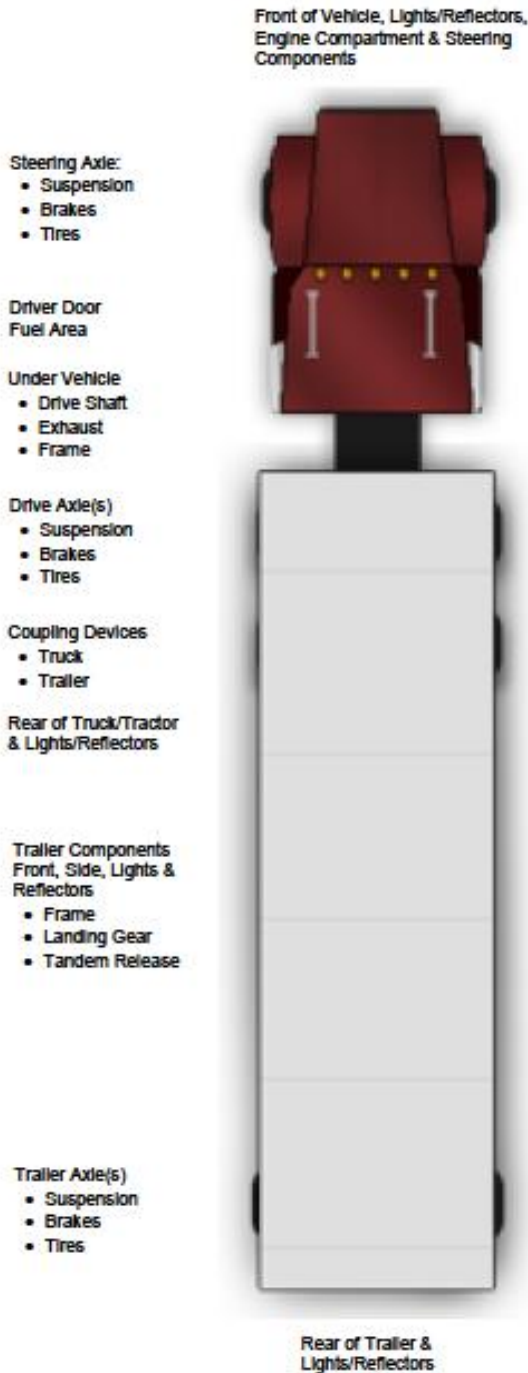 Front of Vehicle, Lights/Reflectors,
Engine Compartment & Steering
Components
Steering Axle:
• Suspension
• Brakes
• Tires
Driver Door
Fuel Area
Under Vehicle
• Drive Shaft
• Exhaust
• Frame
Drive Axle(s)
• Suspension
• Brakes
• Tires
Coupling Devices
• Truck
• Trailer
Rear of Truck/Tractor
& Lights/Reflectors
Trailer Components
Front, Side, Lights &
Reflectors
• Frame
• Landing Gear
• Tandem Release
Trailer Axle(s)
• Suspension
• Brakes
• Tires
Rear of Trailer &
Lights/Reflectors